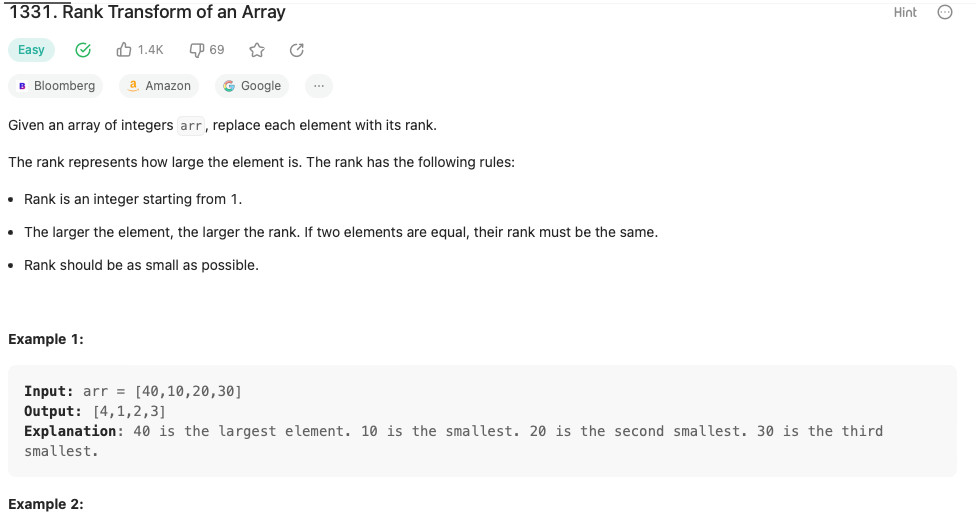 1331. Rank Transform of an Array
Hint
Easy
1.4K
69
Bloomberg
Amazon
Google
Given an array of integers arr, replace each element with its rank.
The rank represents how large the element is. The rank has the following rules:
• Rank is an integer starting from 1.
• The larger the element, the larger the rank. If two elements are equal, their rank must be the same.
• Rank should be as small as possible.
Example 1:
Input: arr = [40,10,20,30]
Output: [4,1,2,3]
Explanation: 40 is the largest element. 10 is the smallest. 20 is the second smallest. 30 is the third
smallest.
Example 2: